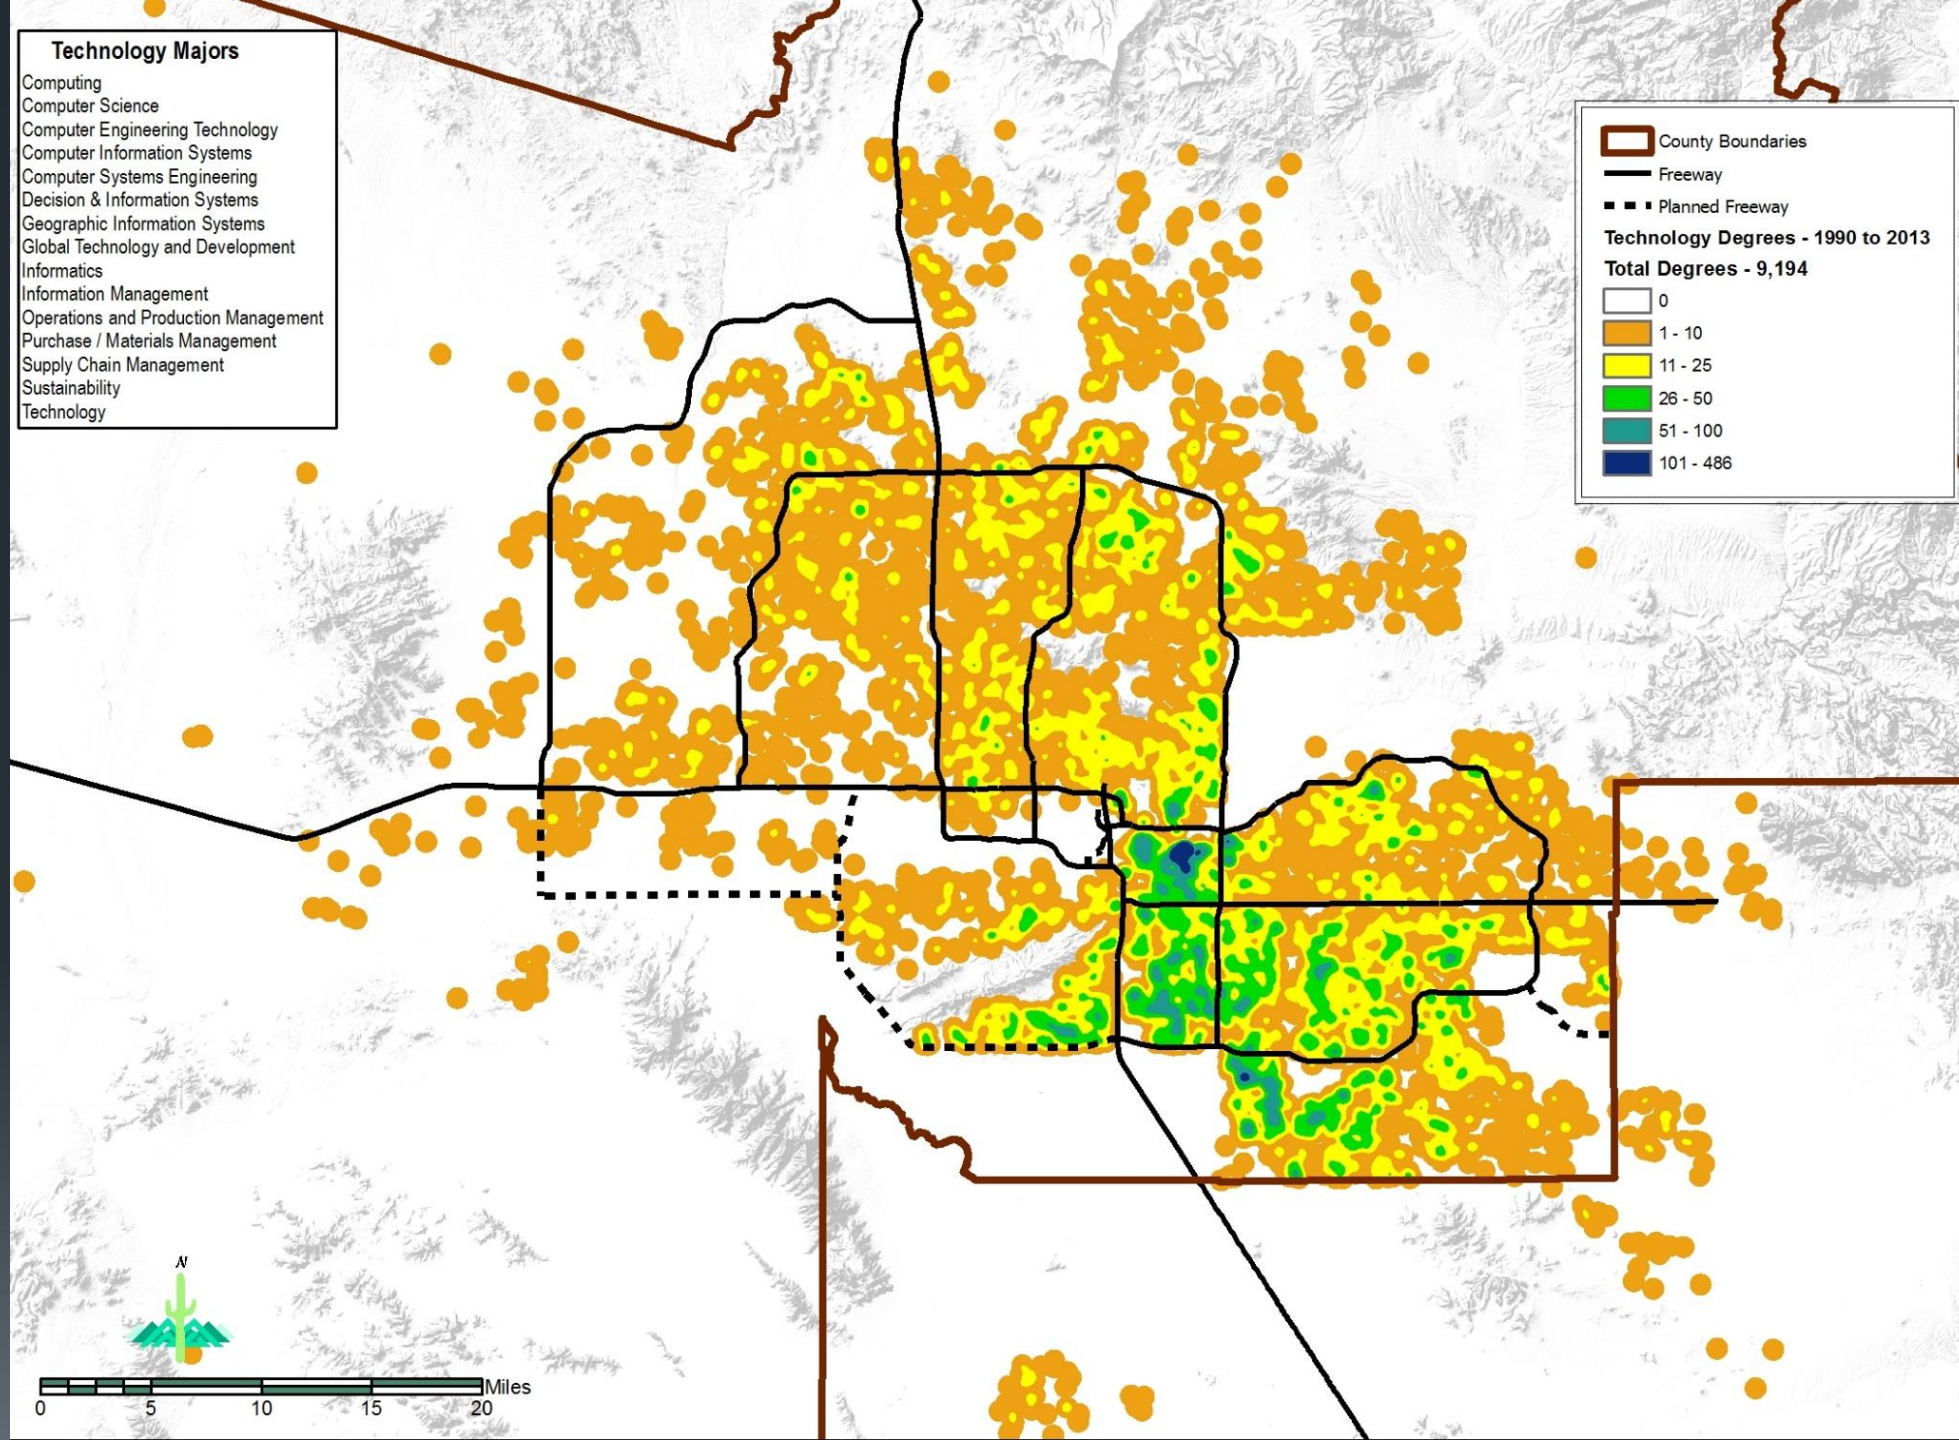 Technology Majors
Computing
Computer Science
Computer Engineering Technology
Computer Information Systems
Computer Systems Engineering
Decision & Information Systems
Geographic Information Systems
Global Technology and Development
Informatics
Information Management
Operations and Production Management
Purchase / Materials Management
Supply Chain Management
Sustainability
Technology
County Boundaries
Freeway
Planned Freeway
Technology Degrees - 1990 to 2013
Total Degrees - 9,194
0
1 - 10
11 - 25
26 - 50
51 - 100
101 - 486
N
Miles
0 5 10 15 20